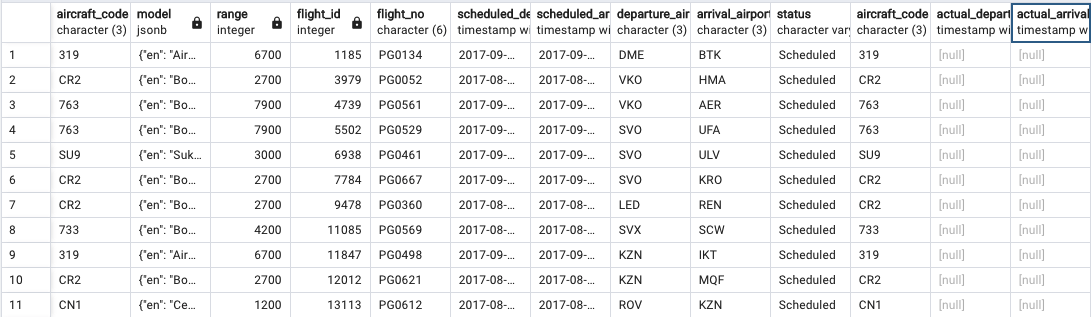 aircraft_code model range flight_id flight_no scheduled_de scheduled_ar departure_air arrival_airport status aircraft_code actual_depart actual_arrival
character (3) jsonb integer integer character (6) timestamp wi timestamp wi character (3) character (3) character vary character (3) timestamp wi timestamp w
1 319 {"en": "Air... 6700 1185 PG0134 2017-09-... 2017-09-... DME BTK Scheduled 319 [null] [null]
2 CR2 {"en": "Bo... 2700 3979 PG0052 2017-08-... 2017-08-... VKO HMA Scheduled CR2 [null] [null]
3 763 {"en": "Bo... 7900 4739 PG0561 2017-09-... 2017-09-... VKO AER Scheduled 763 [null] [null]
4 763 {"en": "Bo... 7900 5502 PG0529 2017-09-... 2017-09-... SVO UFA Scheduled 763 [null] [null]
5 SU9 {"en": "Suk... 3000 6938 PG0461 2017-09-... 2017-09-... SVO ULV Scheduled SU9 [null] [null]
6 CR2 {"en": "Bo... 2700 7784 PG0667 2017-09-... 2017-09-... SVO KRO Scheduled CR2 [null] [null]
7 CR2 {"en": "Bo... 2700 9478 PG0360 2017-08-... 2017-08-... LED REN Scheduled CR2 [null] [null]
8 733 {"en": "Bo... 4200 11085 PG0569 2017-08-... 2017-08-... SVX SCW Scheduled 733 [null] [null]
9 319 {"en": "Air... 6700 11847 PG0498 2017-09-... 2017-09-... KZN IKT Scheduled 319 [null] [null]
10 CR2 {"en": "Bo... 2700 12012 PG0621 2017-08-... 2017-08-... KZN MQF Scheduled CR2 [null] [null]
11 CN1 {"en": "Ce... 1200 13113 PG0612 2017-08-... 2017-08-... ROV KZN Scheduled CN1 [null] [null]